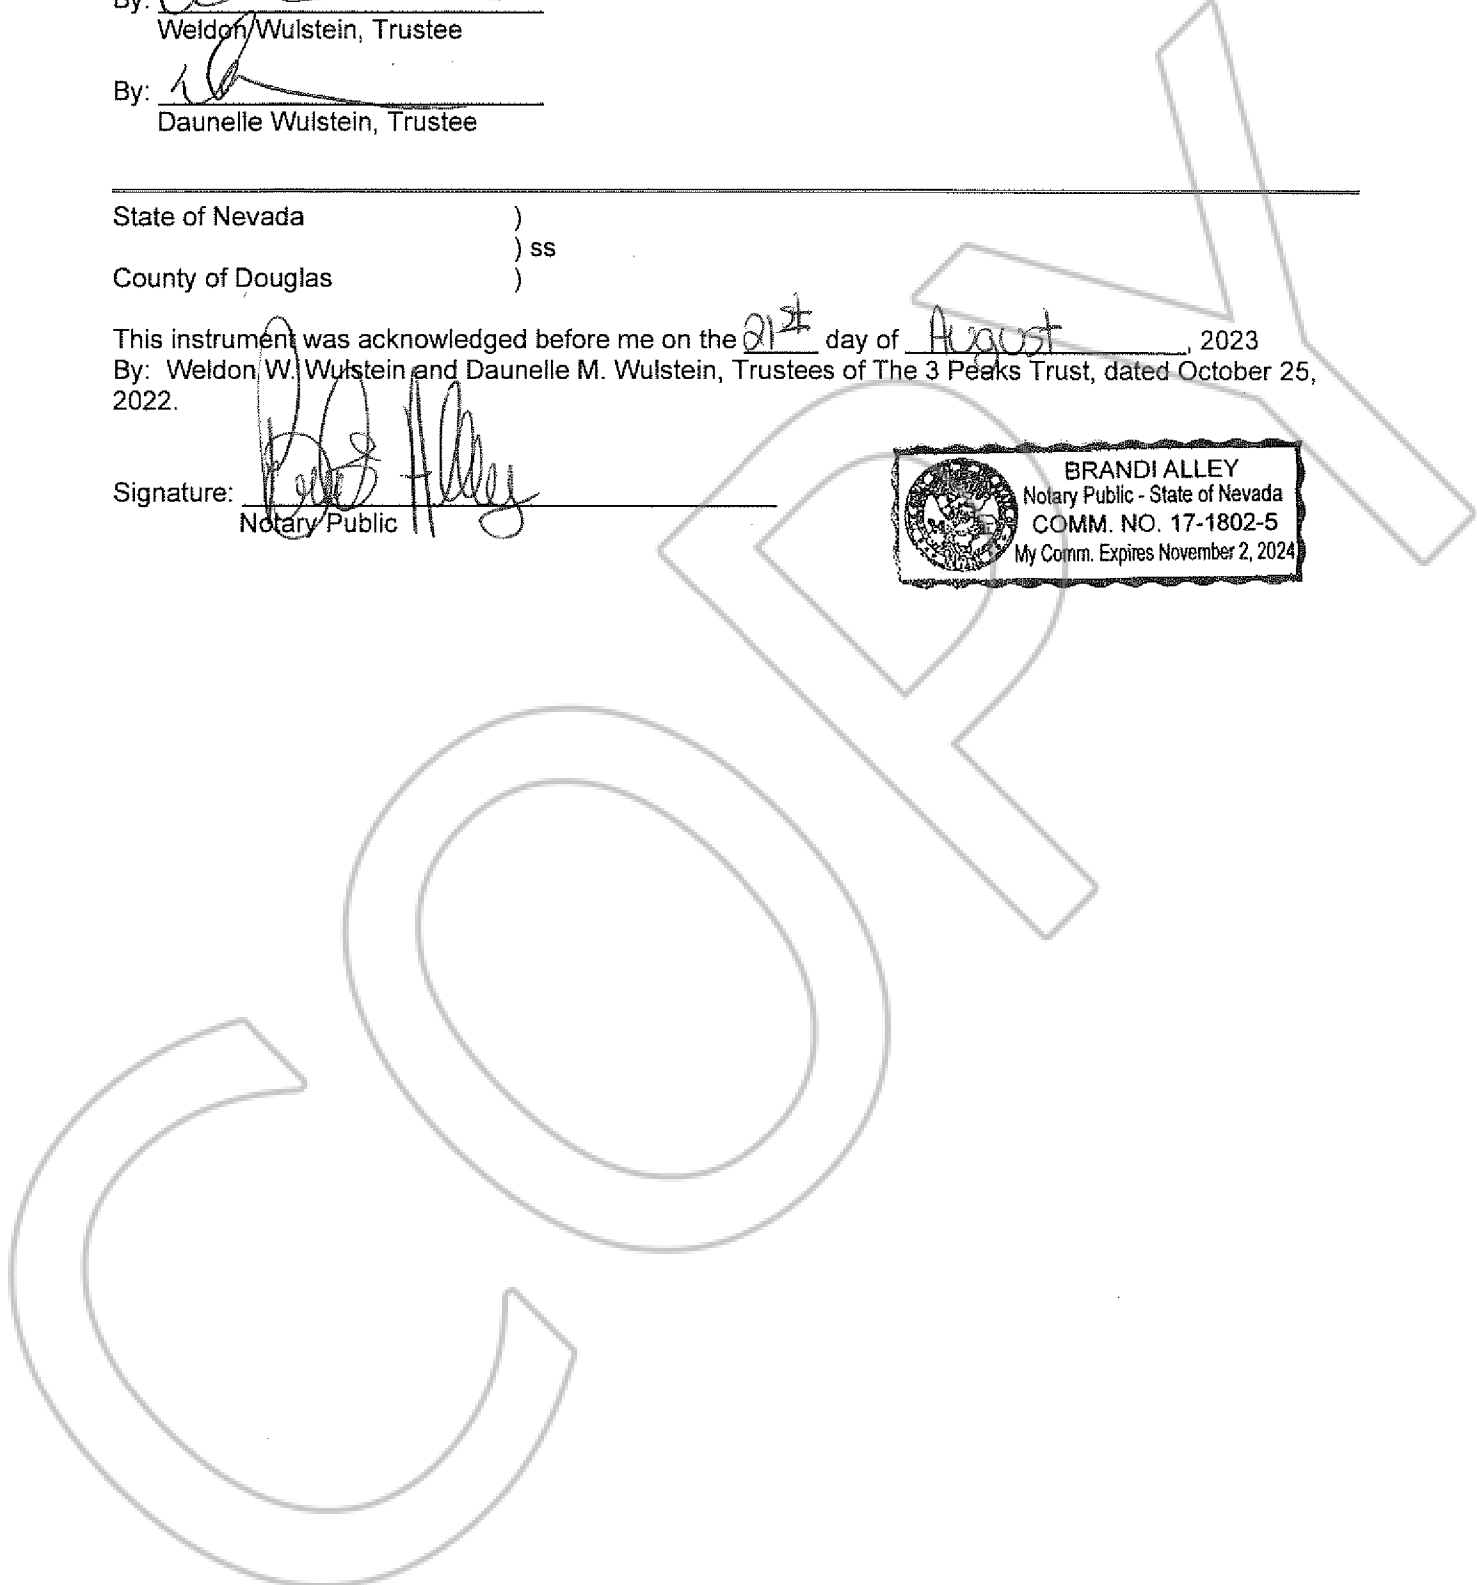 By:
Weldon Wulstein, Trustee
By:
Daunelle Wulstein, Trustee
State of Nevada )
) ss
County of Douglas )
This instrument was acknowledged before me on the 21st day of August, 2023
By: Weldon W. Wulstein and Daunelle M. Wulstein, Trustees of The 3 Peaks Trust, dated October 25,
2022.
Signature: Brandi Alley
Notary Public
BRANDI ALLEY
Notary Public - State of Nevada
COMM. NO. 17-1802-5
My Comm. Expires November 2, 2024
COPY